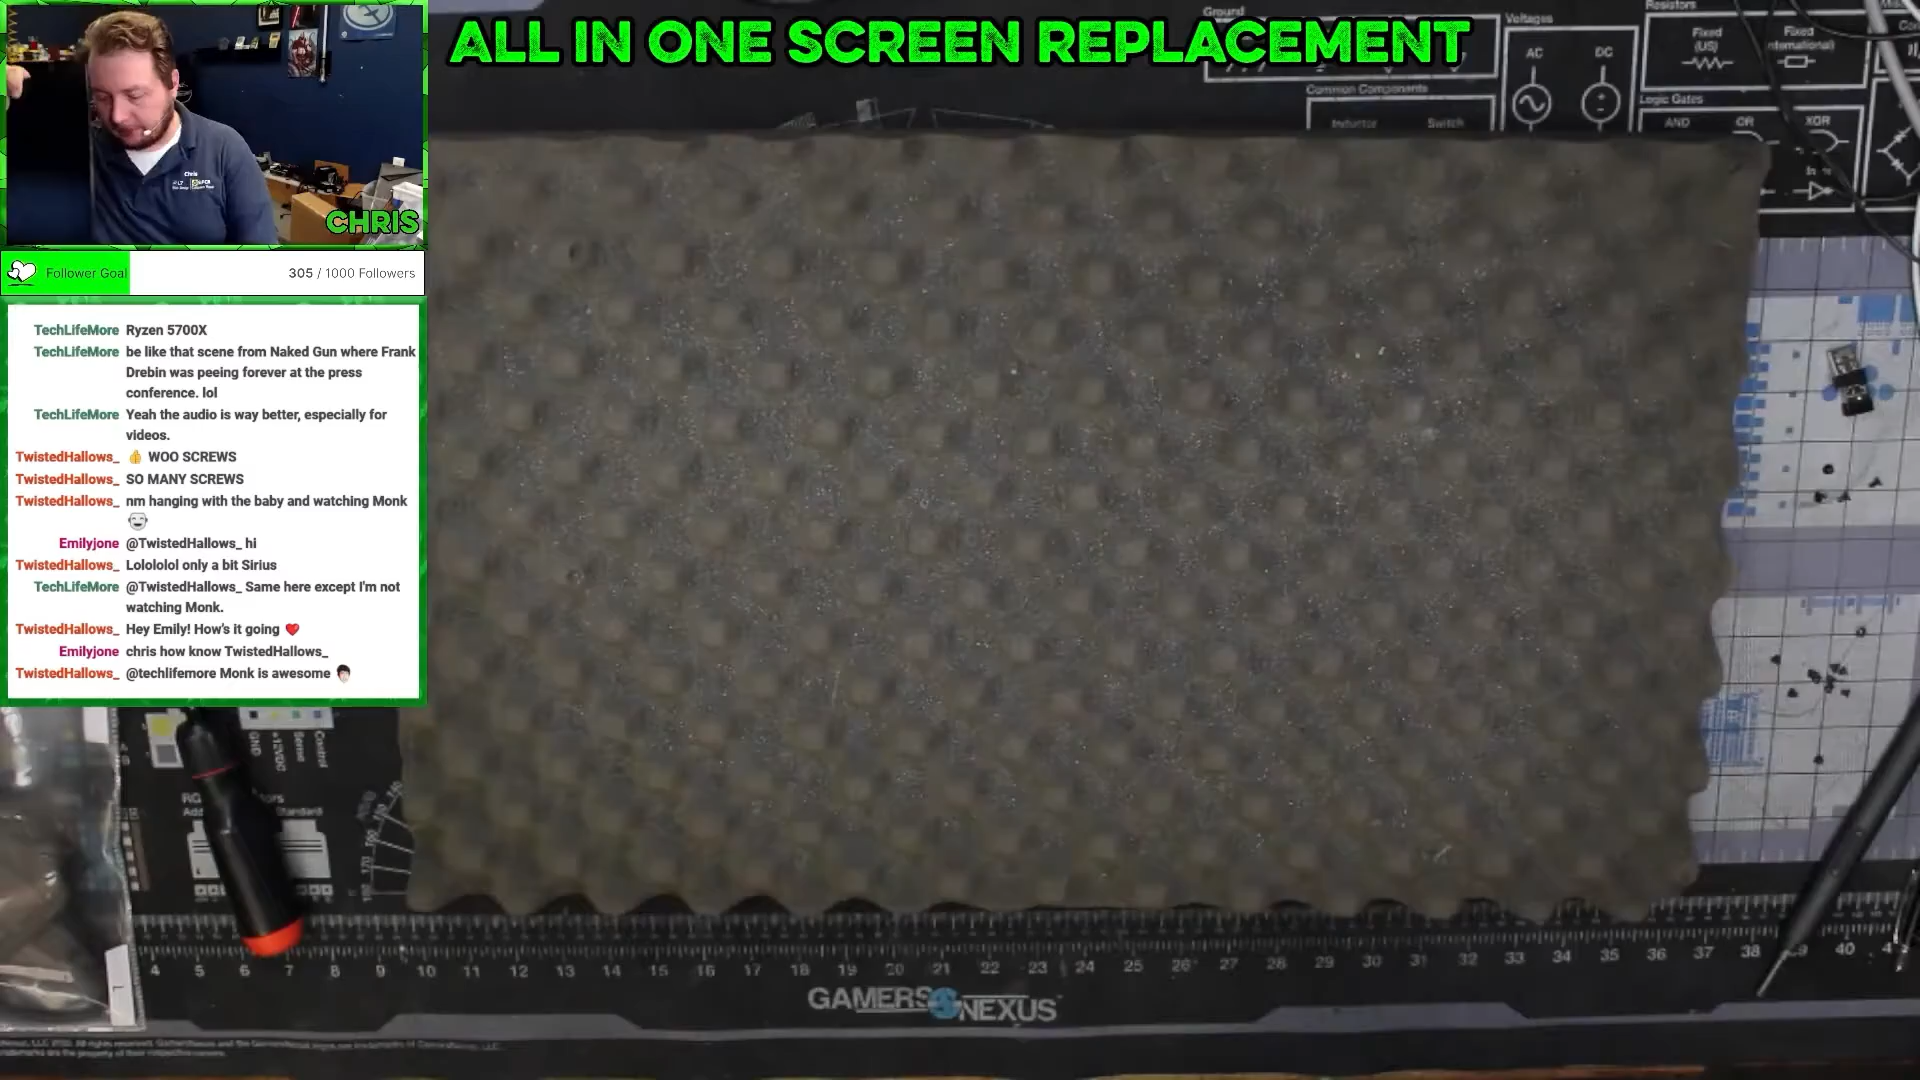 ALL IN ONE SCREEN REPLACEMENT
Ground
Voltages
AC
DC
Resistors
Fixed
(US)
Fixed
Common Components
Inductor
Switch
Logic Gates
AND
OR
XOR
Chris
CHRIS
Follower Goal
305 / 1000 Followers
TechLifeMore Ryzen 5700X
TechLifeMore be like that scene from Naked Gun where Frank
Drebin was peeing forever at the press
conference. lol
TechLifeMore Yeah the audio is way better, especially for
videos.
TwistedHallows_ 👍 WOO SCREWS
TwistedHallows_ SO MANY SCREWS
TwistedHallows_ nm hanging with the baby and watching Monk
Emilyjone @TwistedHallows_ hi
TwistedHallows_ Lolololol only a bit Sirius
TechLifeMore @TwistedHallows_ Same here except I'm not
watching Monk.
TwistedHallows_ Hey Emily! How's it going ❤️
Emilyjone chris how know TwistedHallows_
TwistedHallows_ @techlifemore Monk is awesome
GND
+12VDC
Sense
Control
Standard
4 5 6 7 8 9 10 11 12 13 14 15 16 17 18 19 20 21 22 23 24 25 26 27 28 29 30 31 32 33 34 35 36 37 38 39 40
GAMERS NEXUS